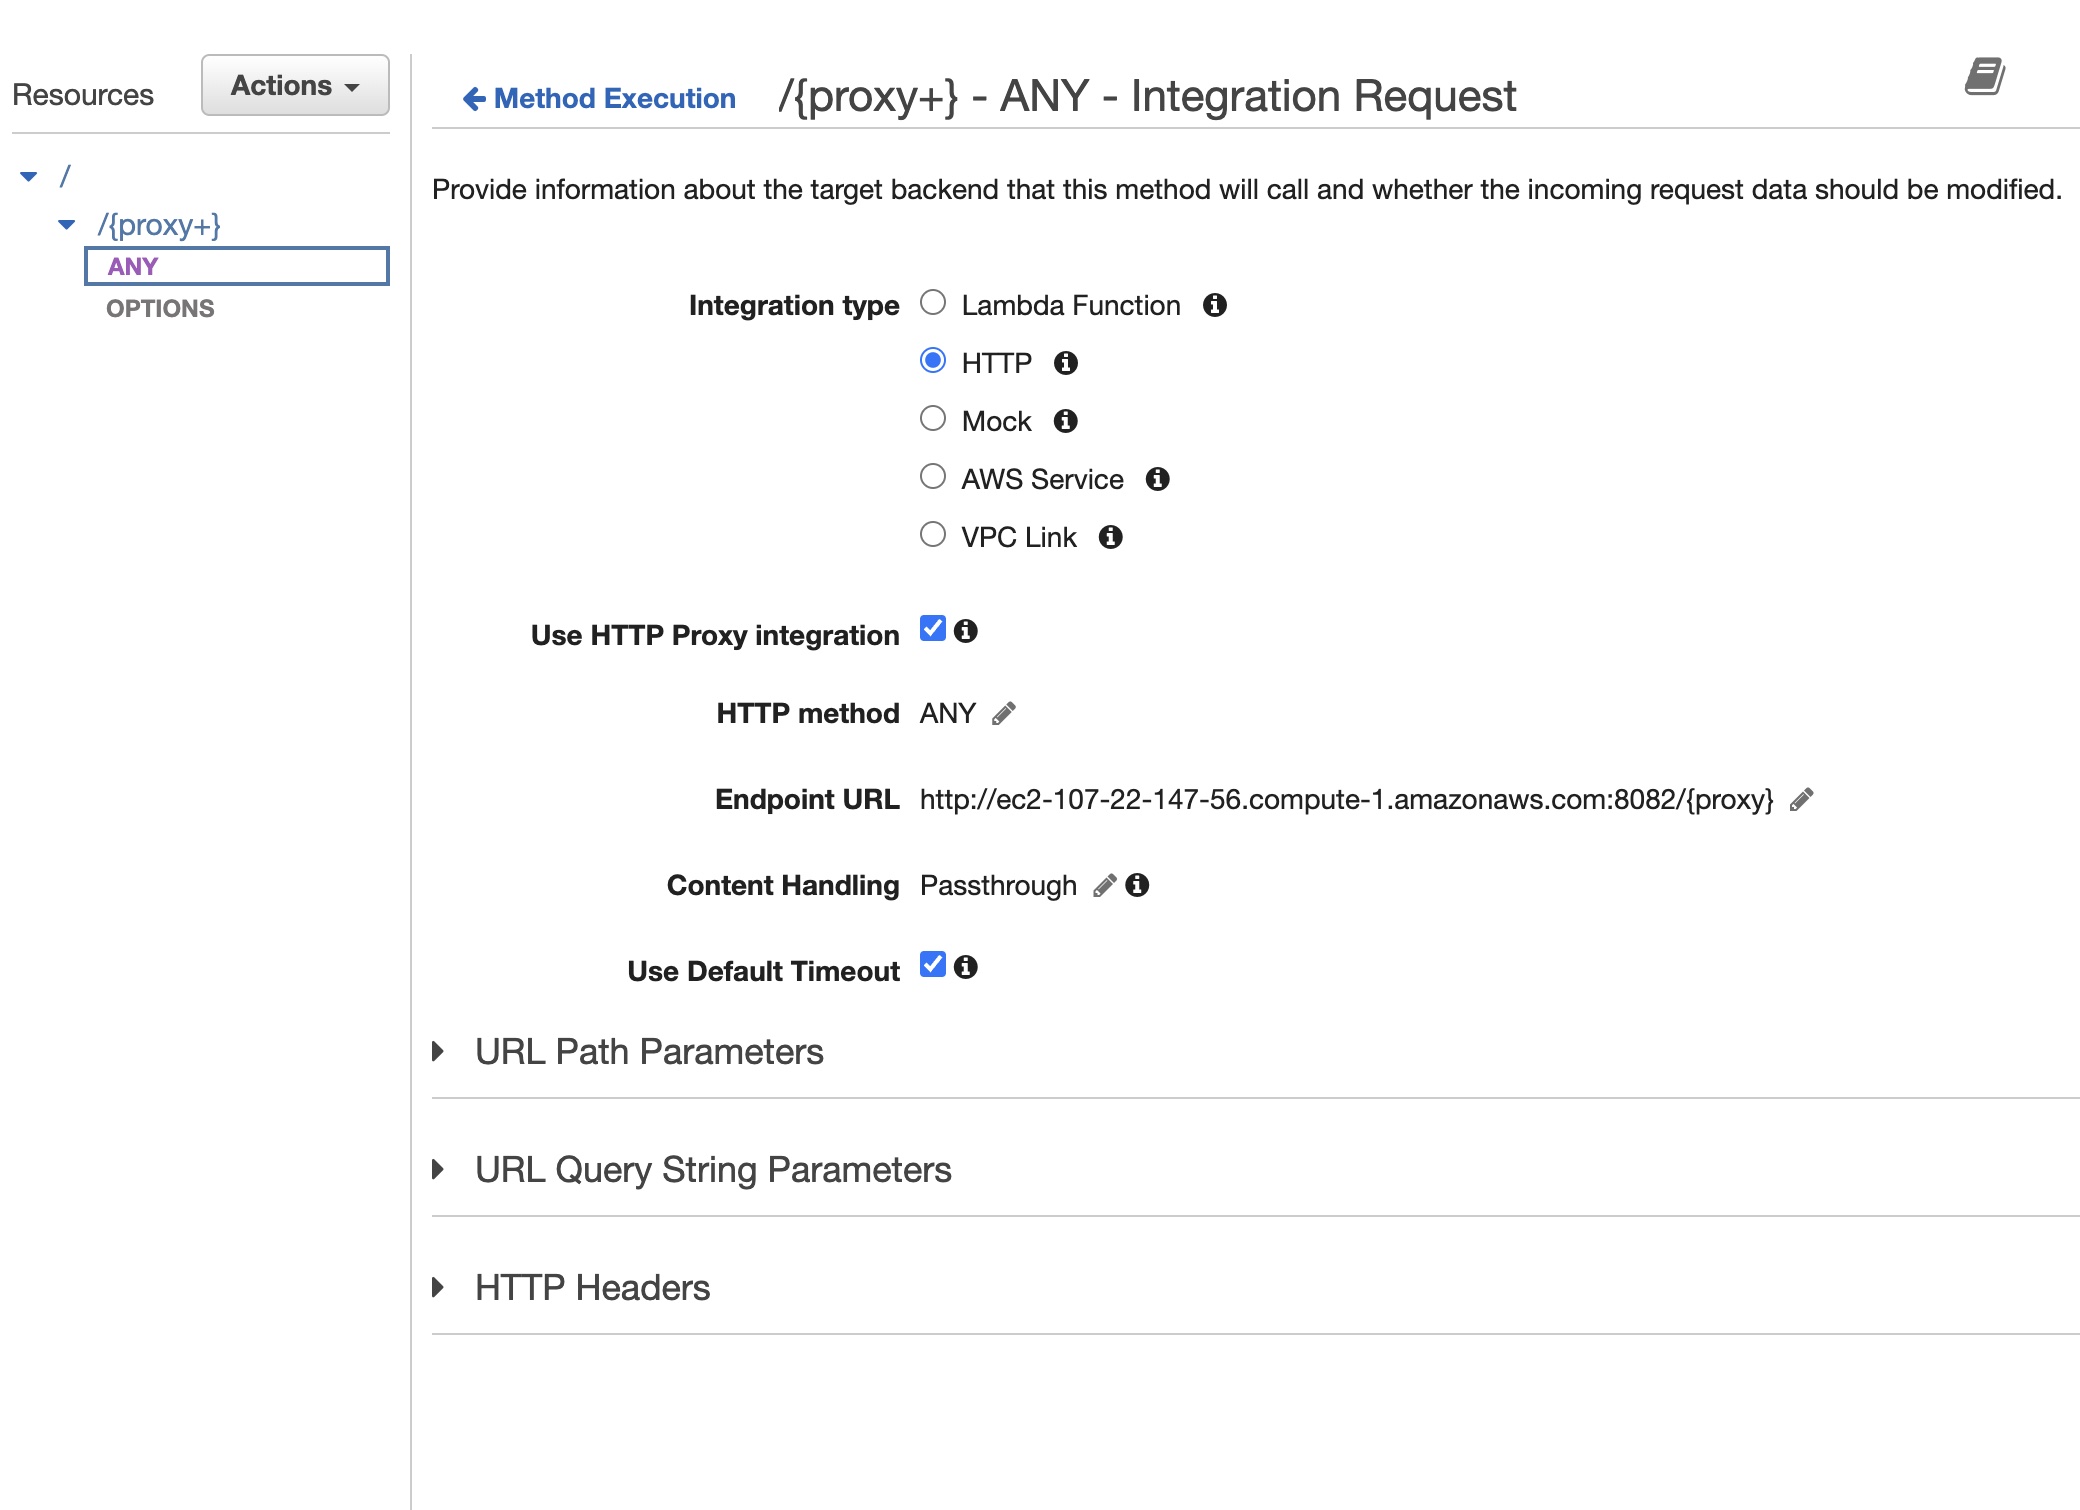 Resources
Actions
/
/{proxy+}
ANY
OPTIONS
Method Execution /{proxy+} - ANY - Integration Request
Provide information about the target backend that this method will call and whether the incoming request data should be modified.
Integration type Lambda Function
HTTP
Mock
AWS Service
VPC Link
Use HTTP Proxy integration
HTTP method ANY
Endpoint URL http://ec2-107-22-147-56.compute-1.amazonaws.com:8082/{proxy}
Content Handling Passthrough
Use Default Timeout
URL Path Parameters
URL Query String Parameters
HTTP Headers